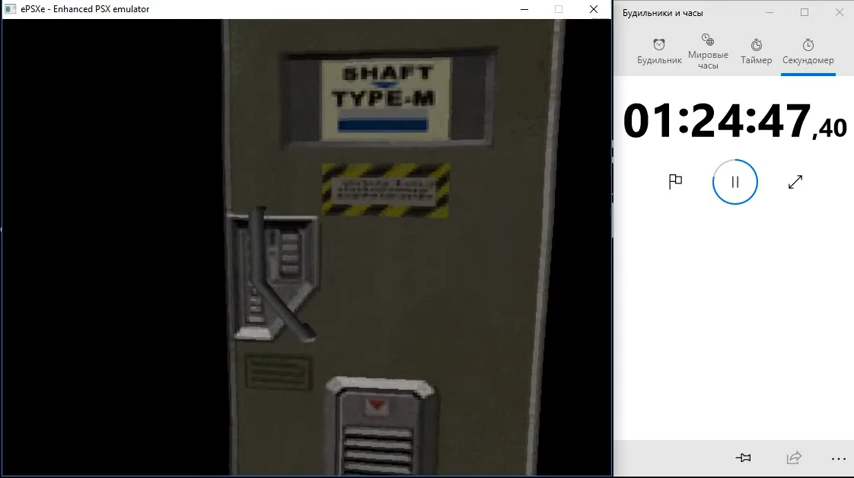 ePSXe - Enhanced PSX emulator
SHAFT
TYPE-M
Будильники и часы
Будильник
Мировые часы
Таймер
Секундомер
01:24:47,40